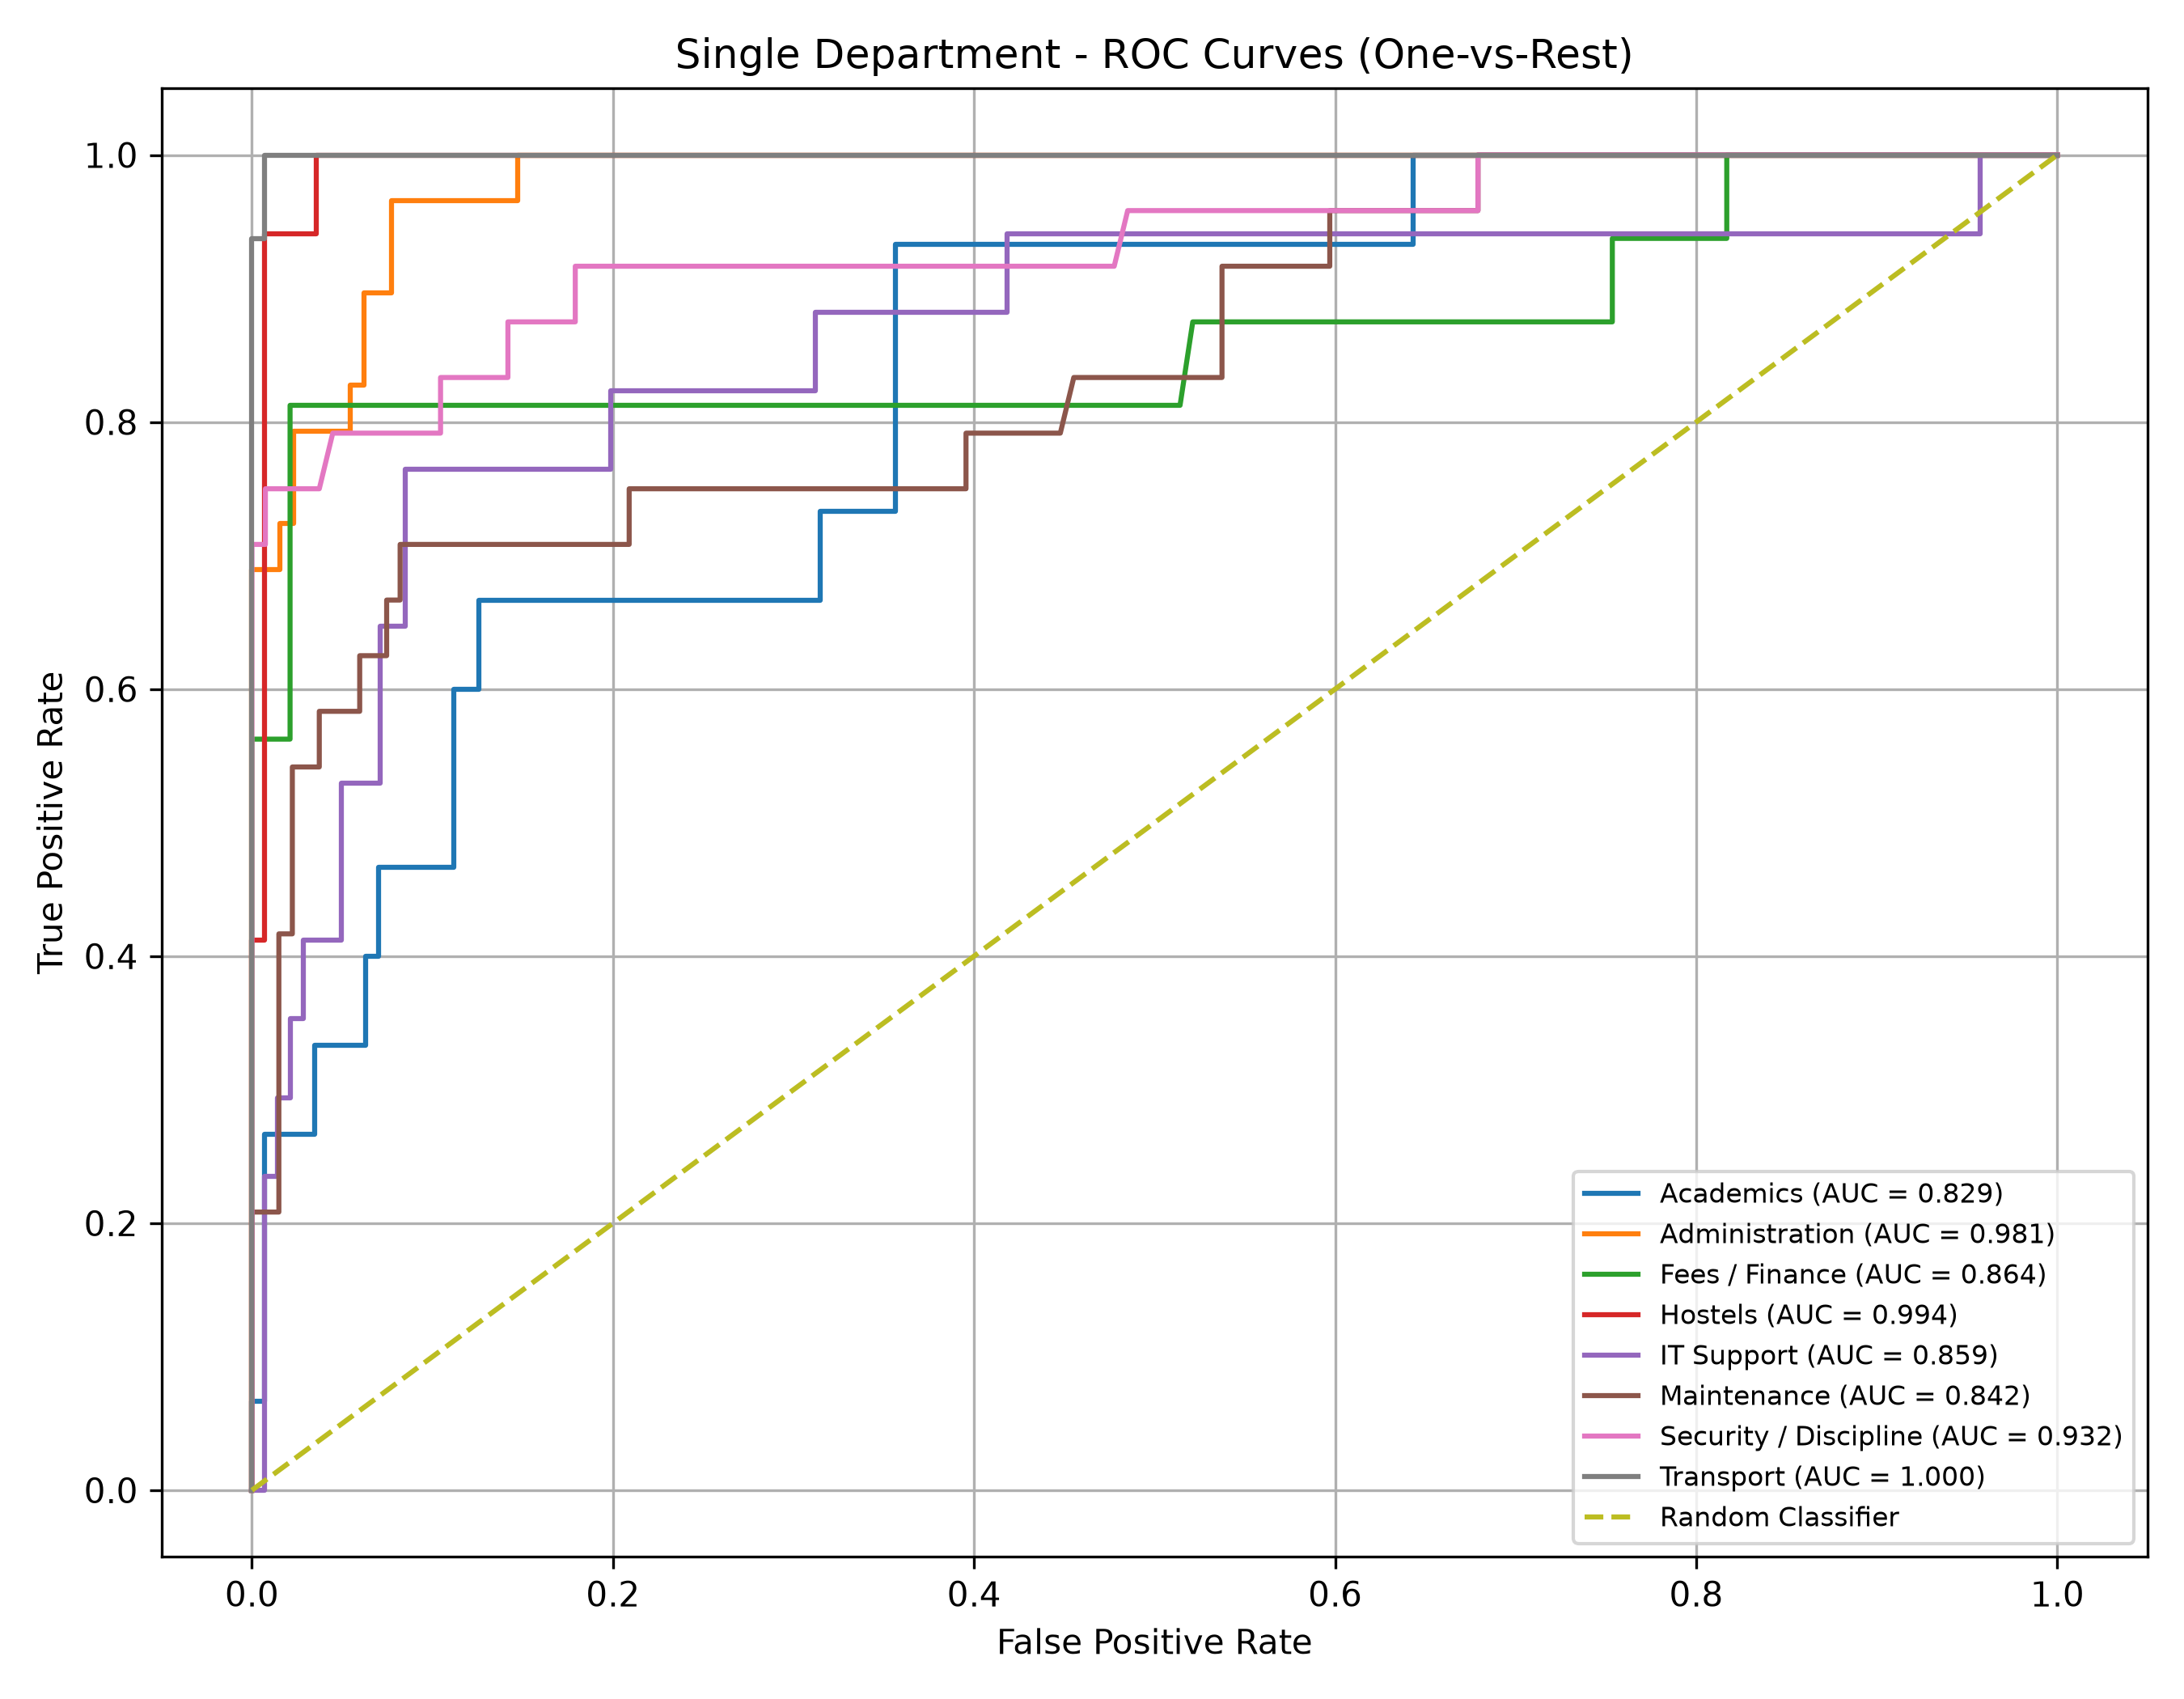 Single Department - ROC Curves (One-vs-Rest)
True Positive Rate
1.0
0.8
0.6
0.4
0.2
0.0
0.0 0.2 0.4 0.6 0.8 1.0
False Positive Rate
Academics (AUC = 0.829)
Administration (AUC = 0.981)
Fees / Finance (AUC = 0.864)
Hostels (AUC = 0.994)
IT Support (AUC = 0.859)
Maintenance (AUC = 0.842)
Security / Discipline (AUC = 0.932)
Transport (AUC = 1.000)
Random Classifier